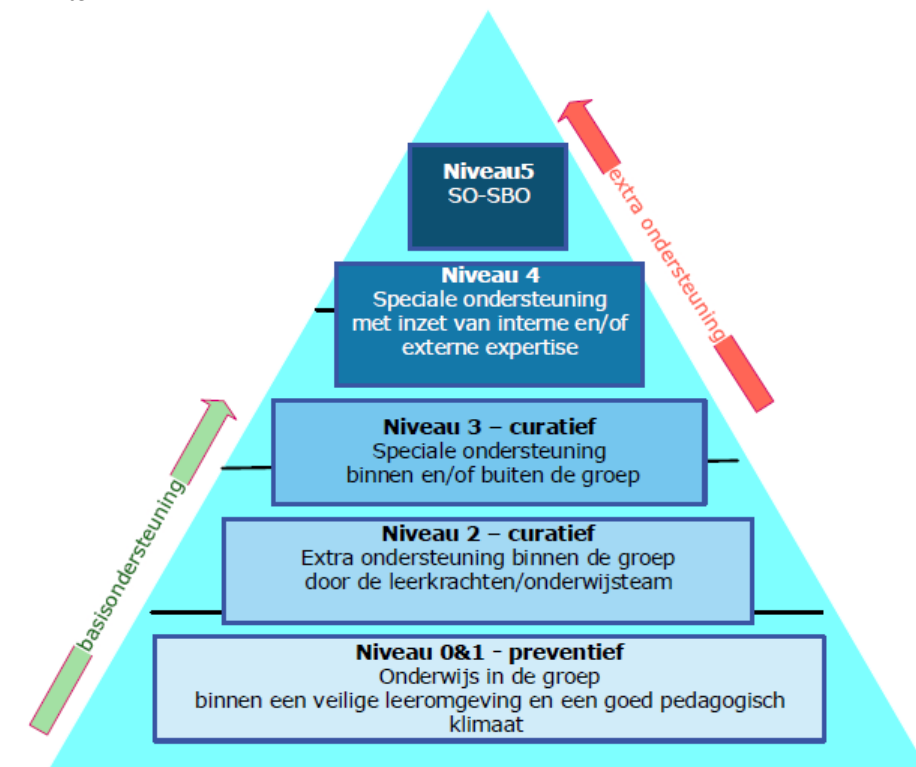 Niveau5
SO-SBO
extra ondersteuning
Niveau 4
Speciale ondersteuning
met inzet van interne en/of
externe expertise
Niveau 3 – curatief
Speciale ondersteuning
binnen en/of buiten de groep
basisondersteuning
Niveau 2 – curatief
Extra ondersteuning binnen de groep
door de leerkrachten/onderwijsteam
Niveau 0&1 - preventief
Onderwijs in de groep
binnen een veilige leeromgeving en een goed pedagogisch
klimaat